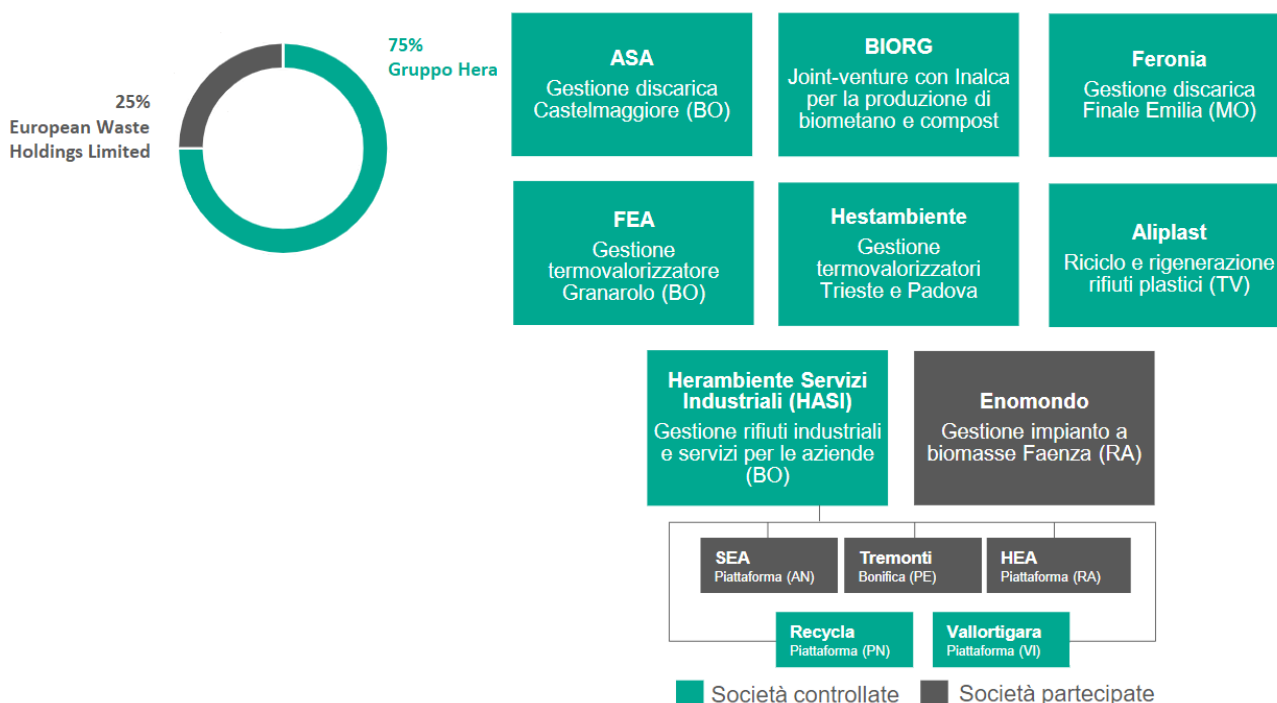 75%
Gruppo Hera
25%
European Waste
Holdings Limited
ASA
Gestione discarica
Castelmaggiore (BO)
BIORG
Joint-venture con Inalca
per la produzione di
biometano e compost
Feronia
Gestione discarica
Finale Emilia (MO)
FEA
Gestione
termovalorizzatore
Granarolo (BO)
Hestambiente
Gestione
termovalorizzatori
Trieste e Padova
Aliplast
Riciclo e rigenerazione
rifiuti plastici (TV)
Herambiente Servizi
Industriali (HASI)
Gestione rifiuti industriali
e servizi per le aziende
(BO)
Enomondo
Gestione impianto a
biomasse Faenza (RA)
SEA
Piattaforma (AN)
Tremonti
Bonifica (PE)
HEA
Piattaforma (RA)
Recycla
Piattaforma (PN)
Vallortigara
Piattaforma (VI)
Società controllate
Società partecipate